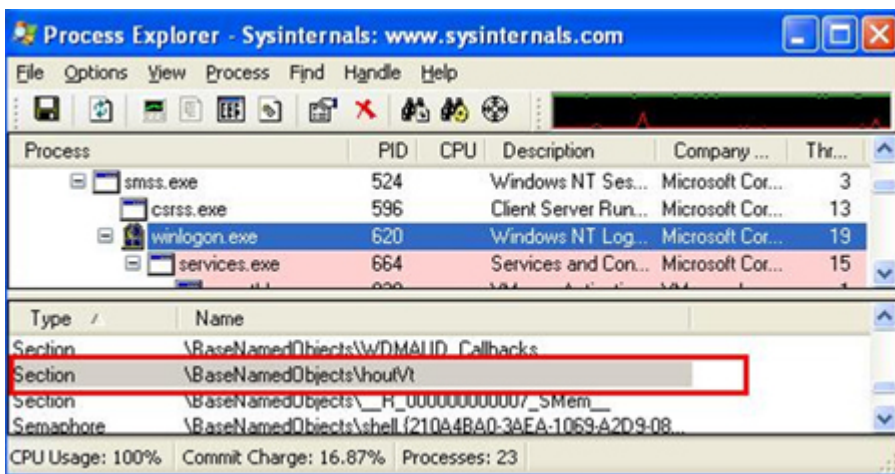 Process Explorer - Sysinternals: www.sysinternals.com
File Options View Process Find Handle Help
Process PID CPU Description Company ... Thr...
smss.exe 524 Windows NT Ses... Microsoft Cor... 3
csrss.exe 596 Client Server Run... Microsoft Cor... 13
winlogon.exe 620 Windows NT Log... Microsoft Cor... 19
services.exe 664 Services and Con... Microsoft Cor... 15
Type Name
Section \BaseNamedObjects\WDMAUD_Callbacks
Section \BaseNamedObjects\houtVt
Section \BaseNamedObjects\__R_000000000007_SMem__
Semaphore \BaseNamedObjects\shell.{210A4BA0-3AEA-1069-A2D9-08...
CPU Usage: 100% Commit Charge: 16.87% Processes: 23